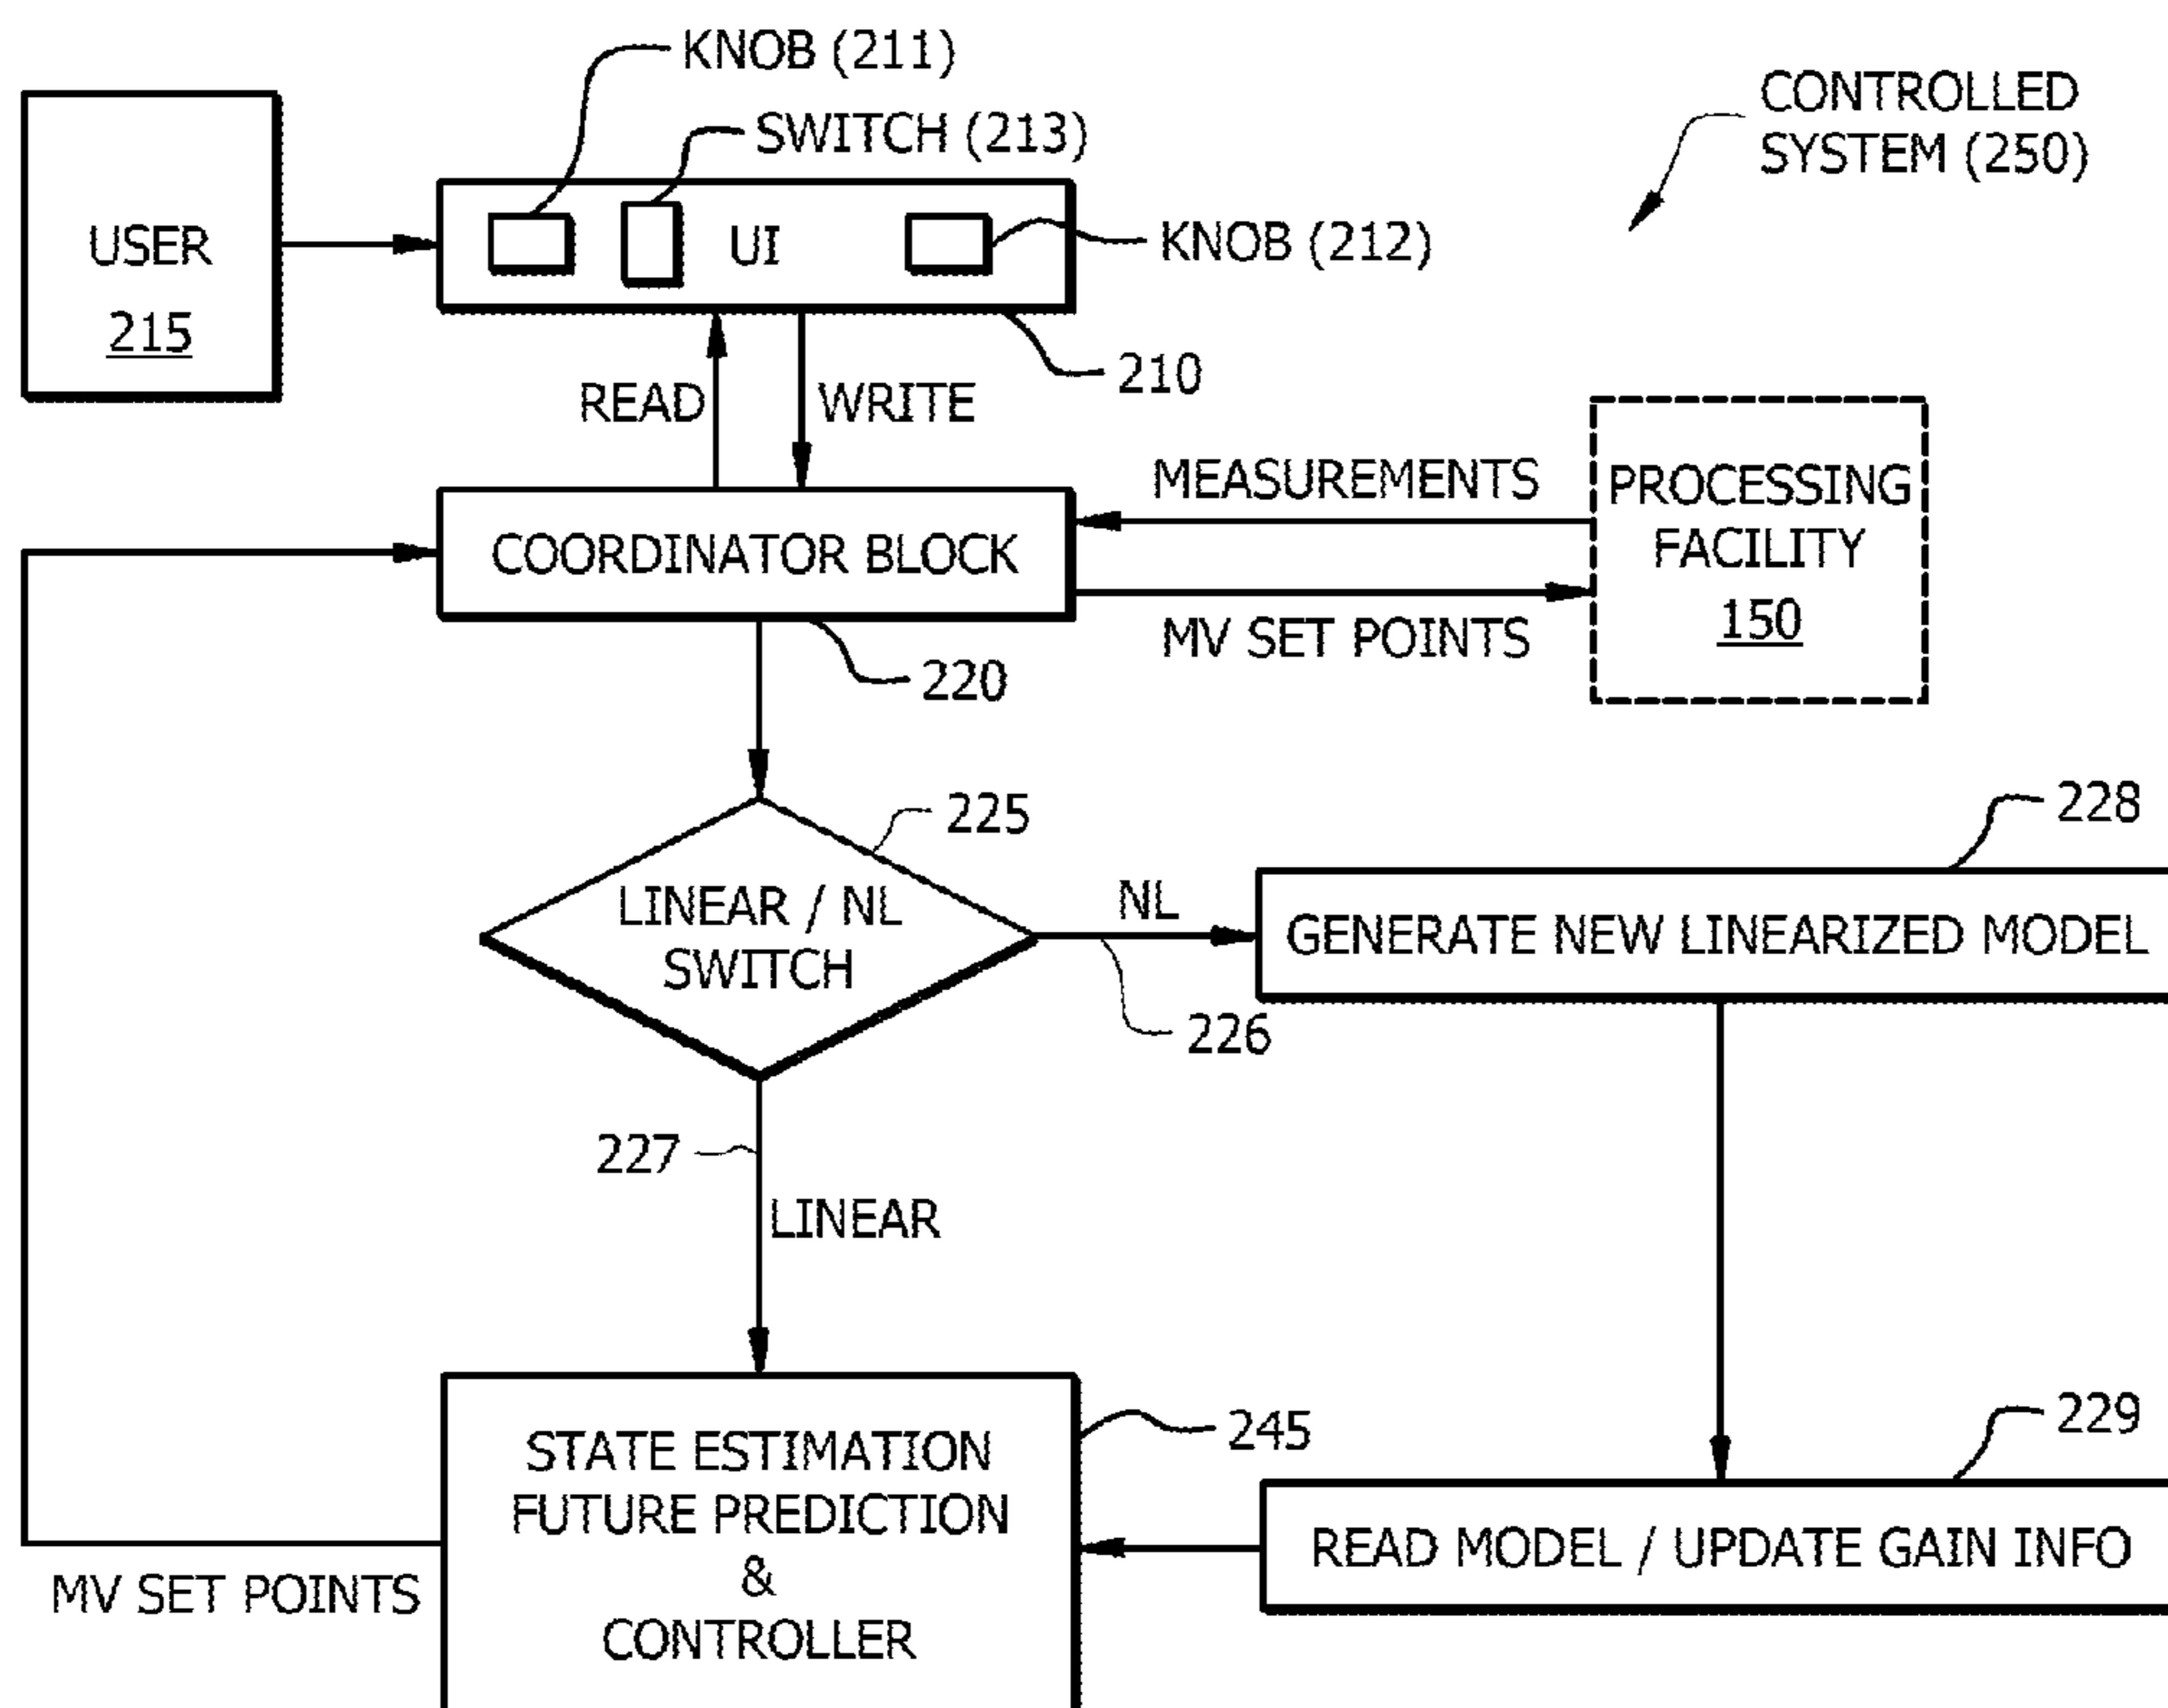 KNOB (211)
SWITCH (213)
CONTROLLED
SYSTEM (250)
USER
215
UI
KNOB (212)
210
READ
WRITE
MEASUREMENTS
PROCESSING
FACILITY
150
COORDINATOR BLOCK
MV SET POINTS
220
225
228
LINEAR / NL
SWITCH
NL
GENERATE NEW LINEARIZED MODEL
226
227
LINEAR
229
245
STATE ESTIMATION
FUTURE PREDICTION
&
CONTROLLER
READ MODEL / UPDATE GAIN INFO
MV SET POINTS